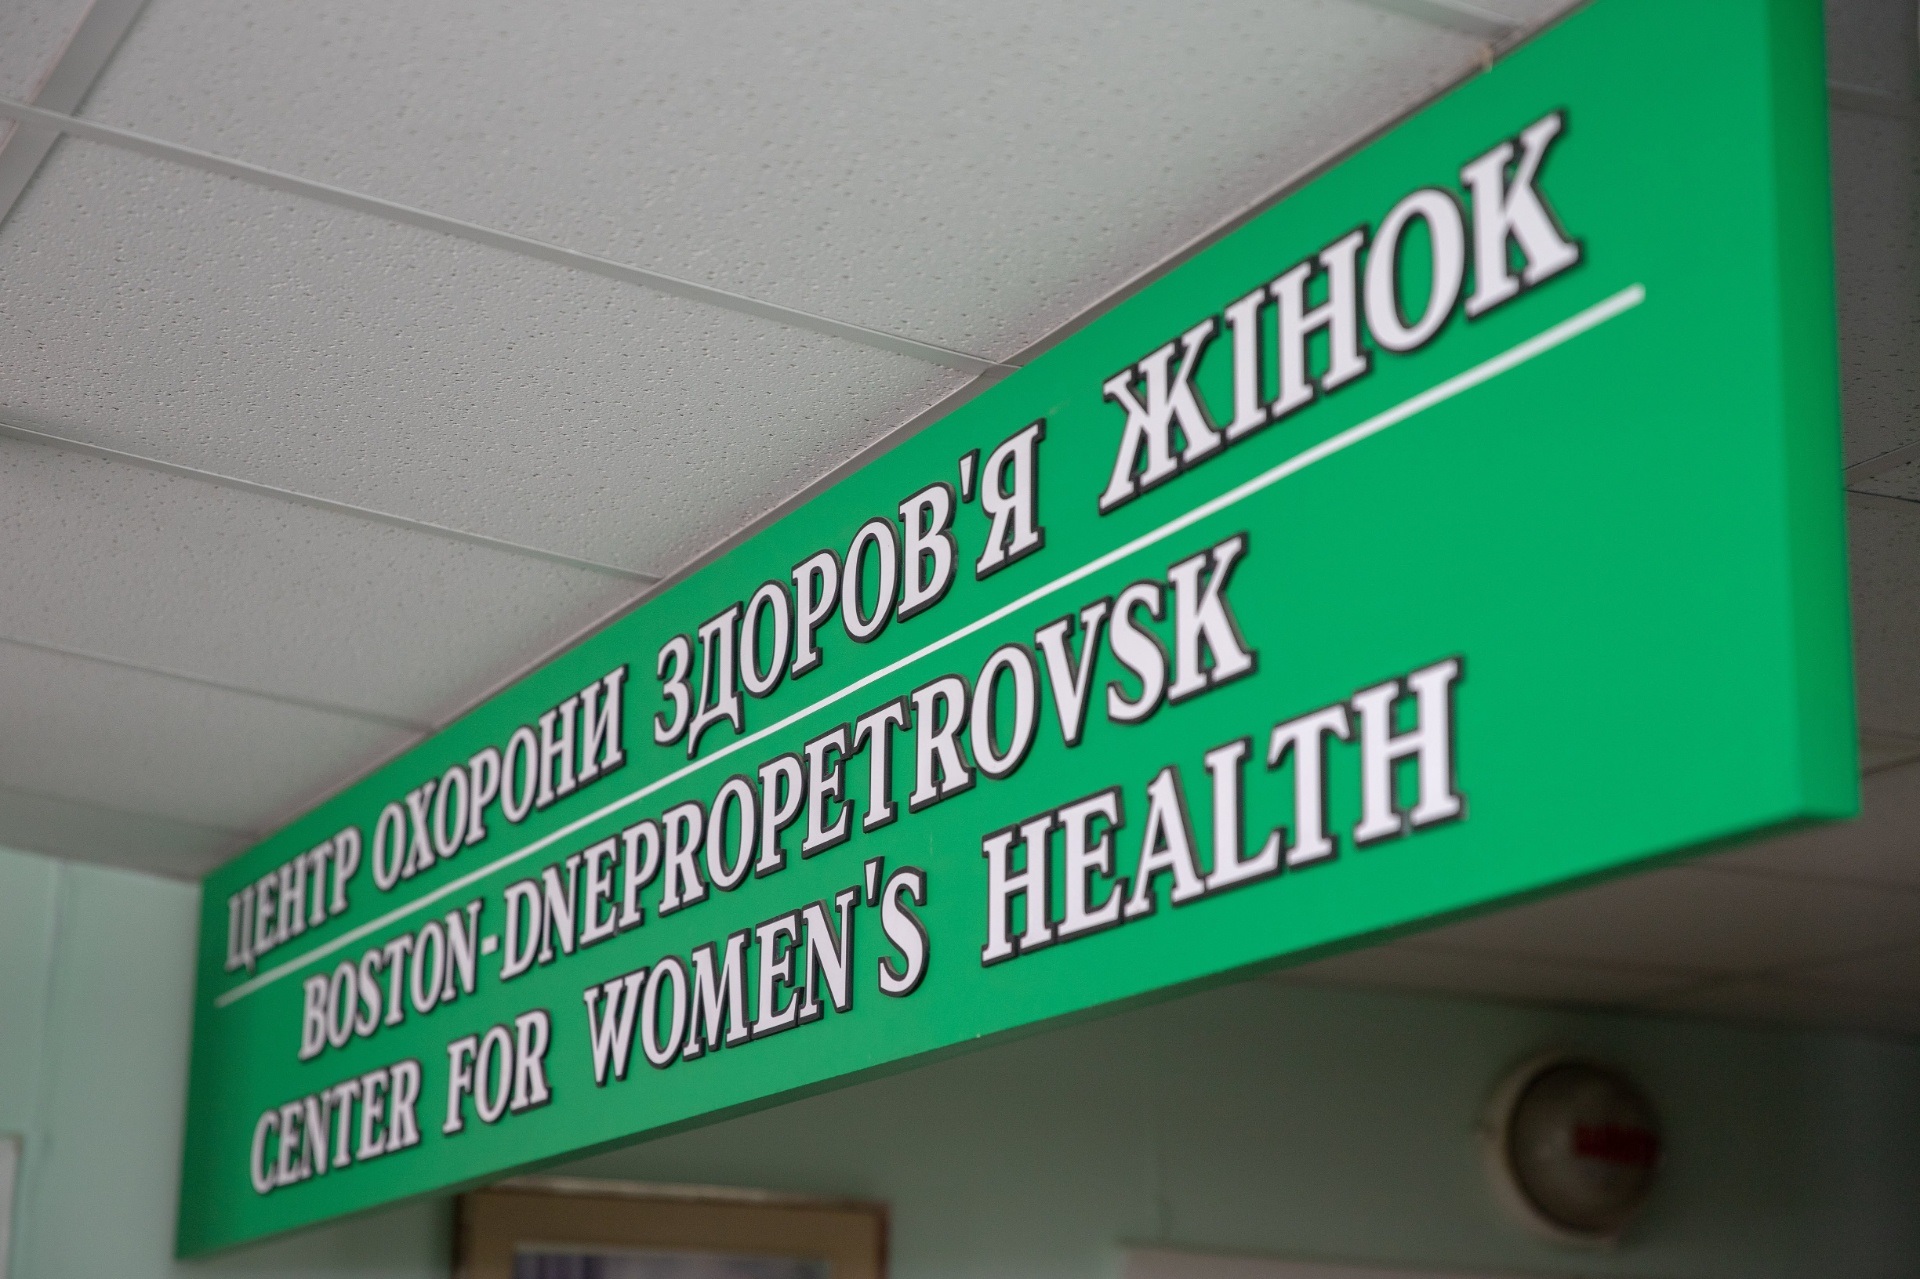 ЦЕНТР ОХОРОНИ ЗДОРОВ'Я ЖІНОК
BOSTON-DNEPROPETROVSK
CENTER FOR WOMEN'S HEALTH